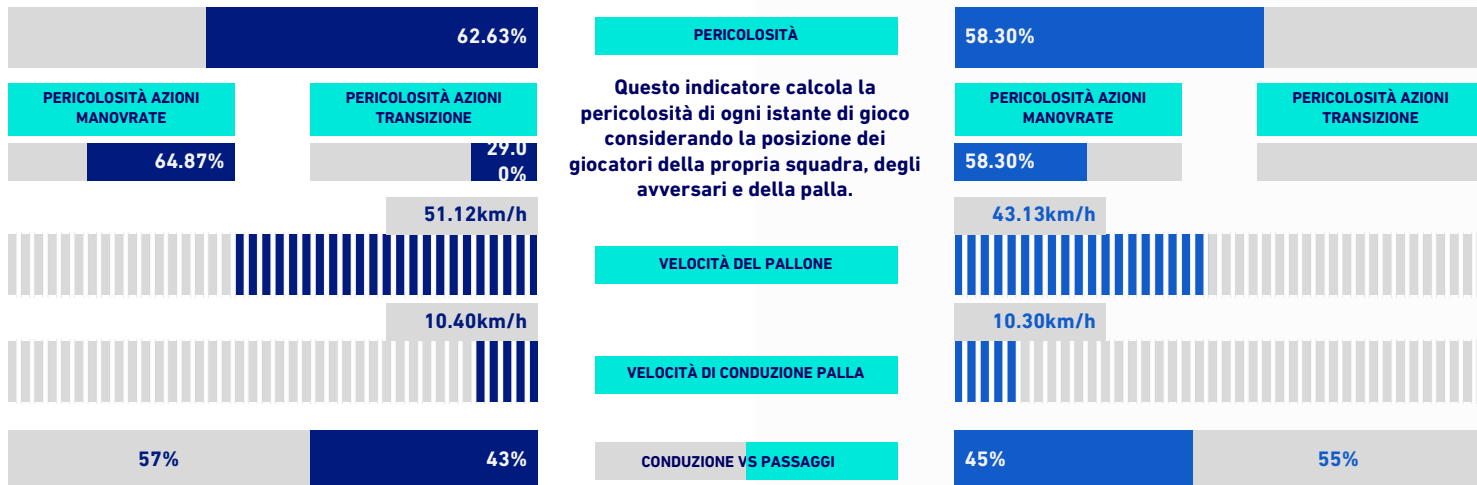 62.63%
PERICOLOSITÀ
58.30%
PERICOLOSITÀ AZIONI
MANOVRATE
PERICOLOSITÀ AZIONI
TRANSIZIONE
Questo indicatore calcola la
pericolosità di ogni istante di gioco
considerando la posizione dei
giocatori della propria squadra, degli
avversari e della palla.
PERICOLOSITÀ AZIONI
MANOVRATE
PERICOLOSITÀ AZIONI
TRANSIZIONE
64.87%
29.0
0%
58.30%
51.12km/h
43.13km/h
VELOCITÀ DEL PALLONE
10.40km/h
10.30km/h
VELOCITÀ DI CONDUZIONE PALLA
57%
43%
CONDUZIONE VS PASSAGGI
45%
55%